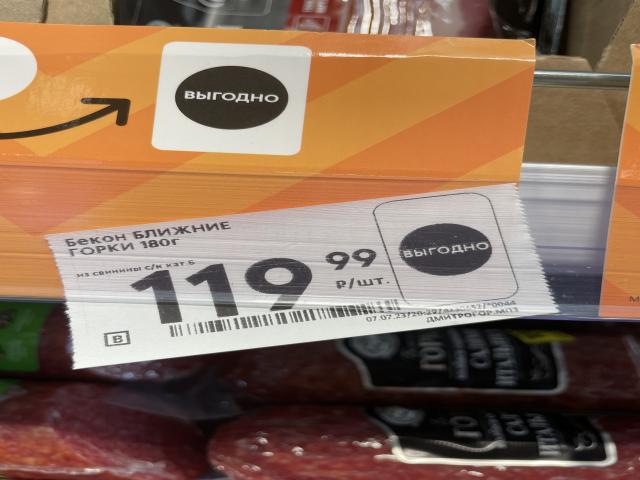 ВЫГОДНО
Бекон БЛИЖНИЕ
ГОРКИ 180г
из свинины с/к кат Б
119 99
Р/шт.
ВЫГОДНО
В
ДМИТРОГОР.МПЗ